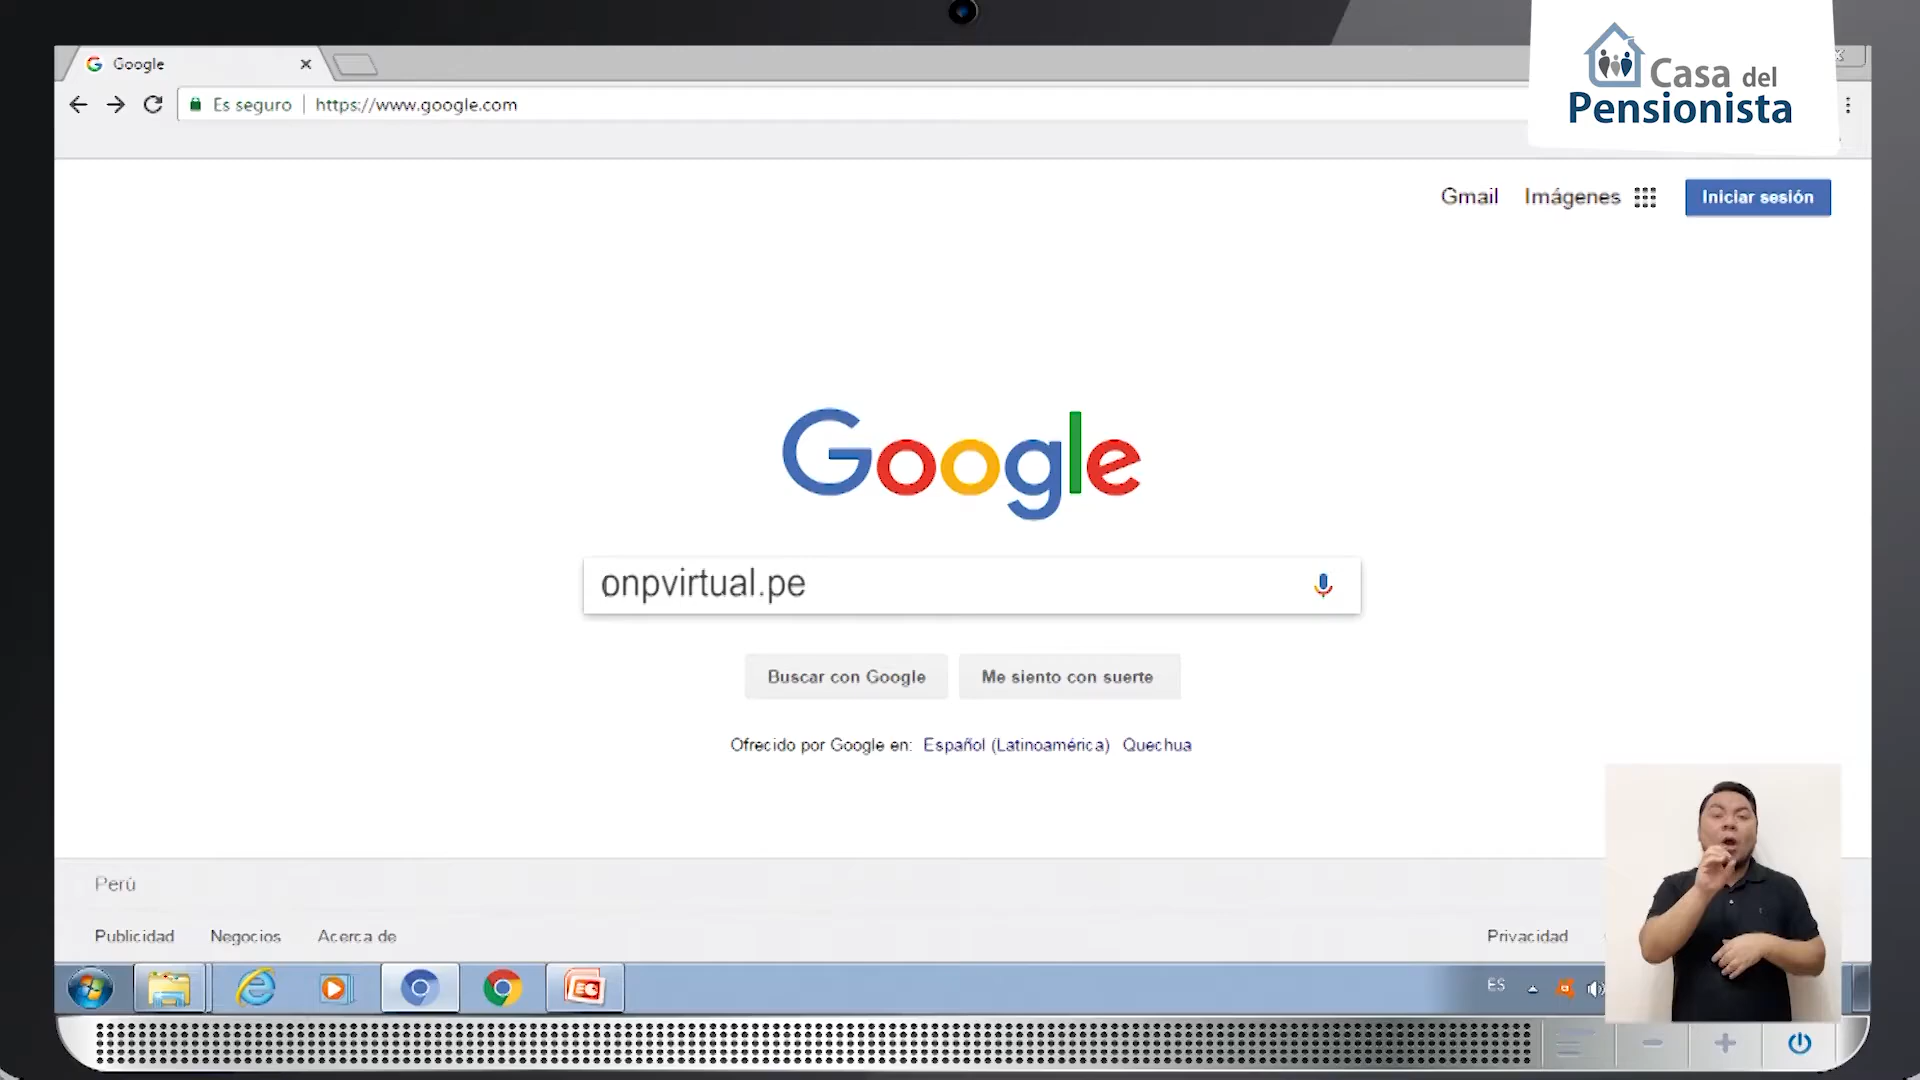 Google
Casa del
Pensionista
Es seguro
https://www.google.com
Gmail
Imágenes
Iniciar sesión
Google
onpvirtual.pe
Buscar con Google
Me siento con suerte
Ofrecido por Google en: Español (Latinoamérica) Quechua
Perú
Publicidad
Negocios
Acerca de
Privacidad
ES